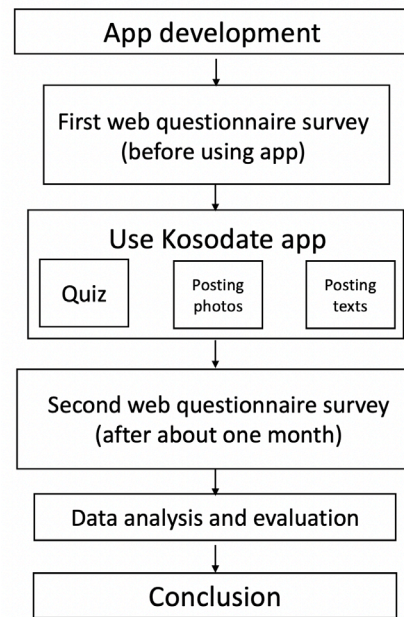 App development
First web questionnaire survey
(before using app)
Use Kosodate app
Quiz
Posting
photos
Posting
texts
Second web questionnaire survey
(after about one month)
Data analysis and evaluation
Conclusion